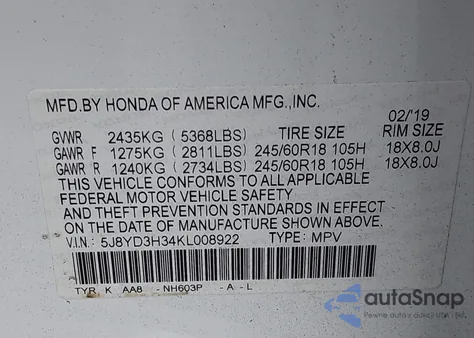 MFD.BY HONDA OF AMERICA MFG.,INC.
02/'19
GVWR 2435KG (5368LBS) TIRE SIZE RIM SIZE
GAWR F 1275KG (2811LBS) 245/60R18 105H 18X8.0J
GAWR R 1240KG (2734LBS) 245/60R18 105H 18X8.0J
THIS VEHICLE CONFORMS TO ALL APPLICABLE
FEDERAL MOTOR VEHICLE SAFETY
AND THEFT PREVENTION STANDARDS IN EFFECT
ON THE DATE OF MANUFACTURE SHOWN ABOVE.
V.I.N.: 5J8YD3H34KL008922 TYPE: MPV
TYR K AA8 - NH603P - A - L
autoSnap
Pewne auto z USA